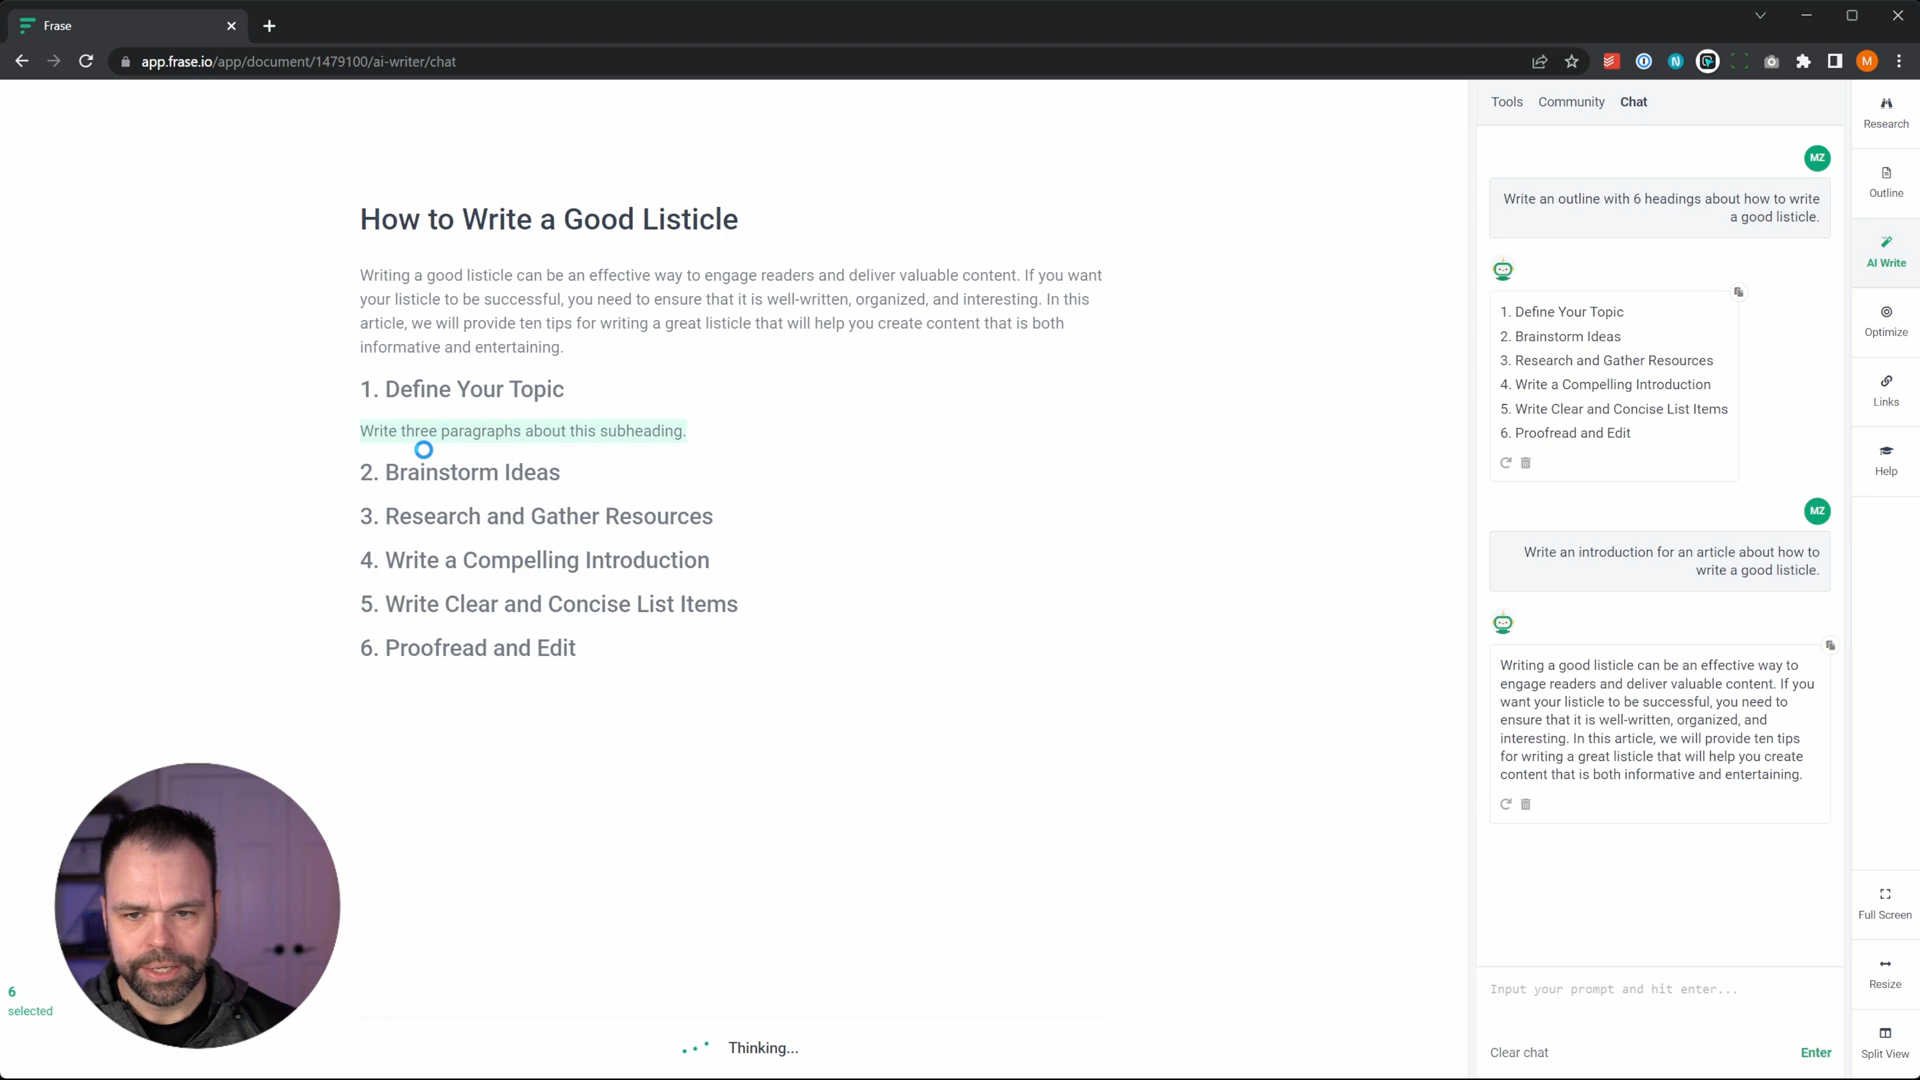 Frase
app.frase.io/app/document/1479100/ai-writer/chat
N
M
Tools Community Chat
Research
Outline
AI Write
Optimize
Links
Help
Full Screen
Resize
Split View
How to Write a Good Listicle
Writing a good listicle can be an effective way to engage readers and deliver valuable content. If you want
your listicle to be successful, you need to ensure that it is well-written, organized, and interesting. In this
article, we will provide ten tips for writing a great listicle that will help you create content that is both
informative and entertaining.
1. Define Your Topic
Write three paragraphs about this subheading.
2. Brainstorm Ideas
3. Research and Gather Resources
4. Write a Compelling Introduction
5. Write Clear and Concise List Items
6. Proofread and Edit
6
selected
Thinking...
MZ
Write an outline with 6 headings about how to write
a good listicle.
1. Define Your Topic
2. Brainstorm Ideas
3. Research and Gather Resources
4. Write a Compelling Introduction
5. Write Clear and Concise List Items
6. Proofread and Edit
MZ
Write an introduction for an article about how to
write a good listicle.
Writing a good listicle can be an effective way to
engage readers and deliver valuable content. If you
want your listicle to be successful, you need to
ensure that it is well-written, organized, and
interesting. In this article, we will provide ten tips
for writing a great listicle that will help you create
content that is both informative and entertaining.
Input your prompt and hit enter...
Clear chat Enter